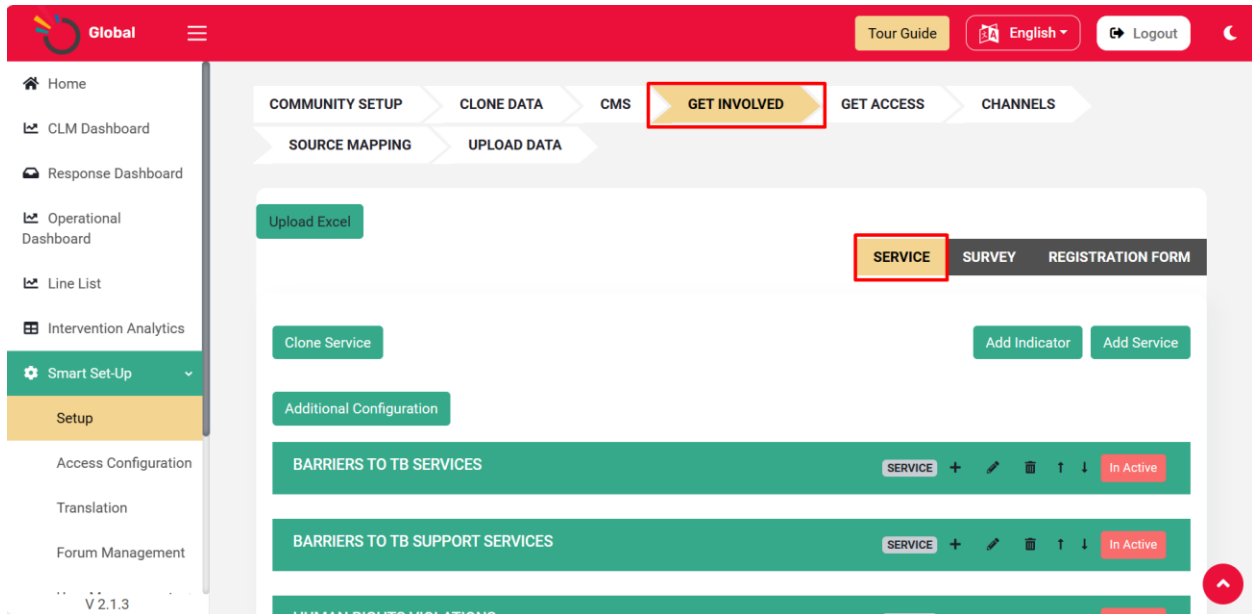 Global
Tour Guide
English
Logout
Home
CLM Dashboard
Response Dashboard
Operational
Dashboard
Line List
Intervention Analytics
Smart Set-Up
Setup
Access Configuration
Translation
Forum Management
V 2.1.3
COMMUNITY SETUP CLONE DATA CMS GET INVOLVED GET ACCESS CHANNELS
SOURCE MAPPING UPLOAD DATA
Upload Excel
SERVICE SURVEY REGISTRATION FORM
Clone Service
Add Indicator Add Service
Additional Configuration
BARRIERS TO TB SERVICES SERVICE In Active
BARRIERS TO TB SUPPORT SERVICES SERVICE In Active
HUMAN RIGHTS VIOLATIONS